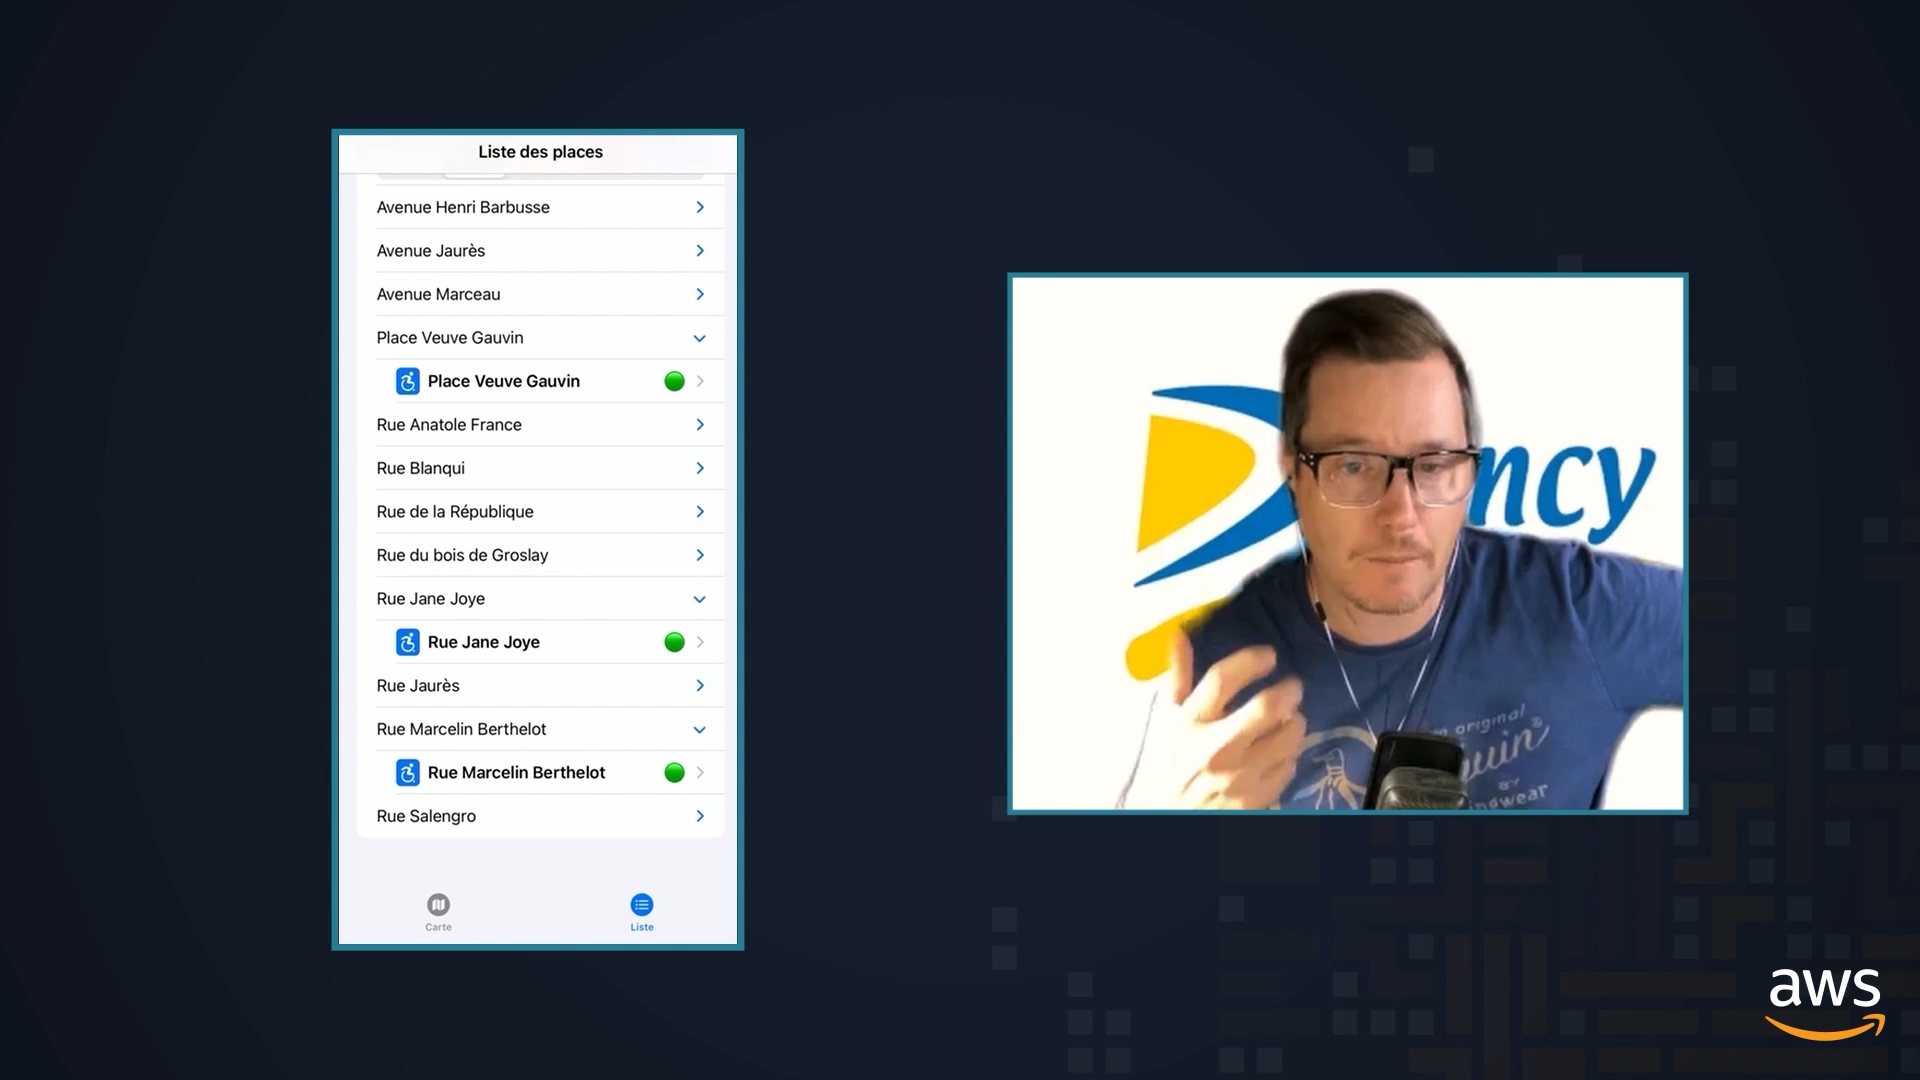 Liste des places
Avenue Henri Barbusse
Avenue Jaurès
Avenue Marceau
Place Veuve Gauvin
Place Veuve Gauvin
Rue Anatole France
Rue Blanqui
Rue de la République
Rue du bois de Groslay
Rue Jane Joye
Rue Jane Joye
Rue Jaurès
Rue Marcelin Berthelot
Rue Marcelin Berthelot
Rue Salengro
Carte
Liste
ncy
original
BY
aws